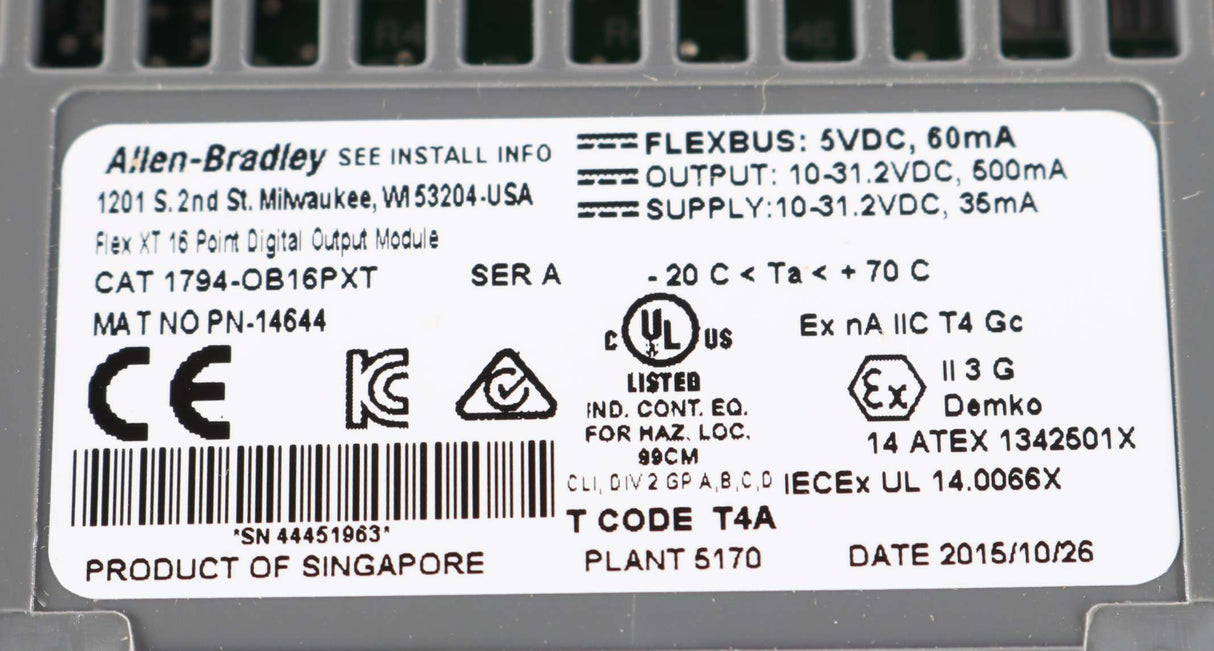 Allen-Bradley SEE INSTALL INFO
1201 S. 2nd St. Milwaukee, WI 53204-USA
Flex XT 16 Point Digital Output Module
CAT 1794-OB16PXT SER A
MAT NO PN-14644
FLEXBUS: 5VDC, 60mA
OUTPUT: 10-31.2VDC, 500mA
SUPPLY:10-31.2VDC, 35mA
- 20 C < Ta < + 70 C
CE
KC
C UL US
LISTED
IND. CONT. EQ.
FOR HAZ. LOC.
99CM
CLI, DIV 2 GP A,B,C,D
T CODE T4A
Ex nA IIC T4 Gc
Ex II 3 G
Demko
14 ATEX 1342501X
IECEx UL 14.0066X
*SN 44451963*
PRODUCT OF SINGAPORE
PLANT 5170
DATE 2015/10/26